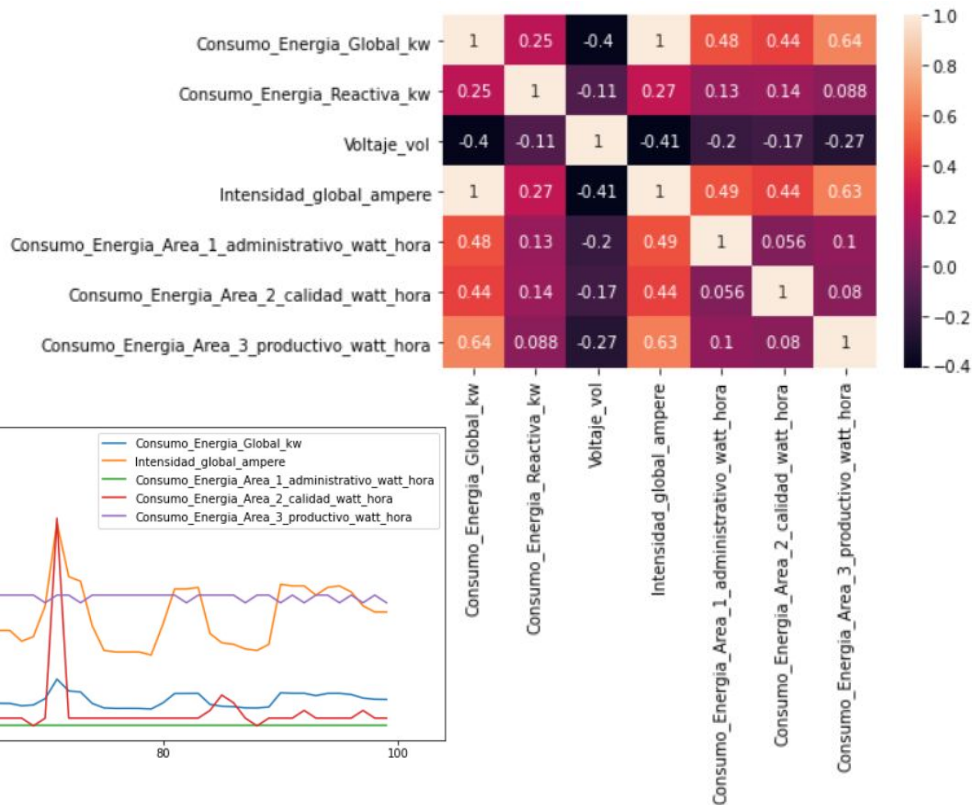 Consumo_Energia_Global_kw 1 0.25 -0.4 1 0.48 0.44 0.64
Consumo_Energia_Reactiva_kw 0.25 1 -0.11 0.27 0.13 0.14 0.088
Voltaje_vol -0.4 -0.11 1 -0.41 -0.2 -0.17 -0.27
Intensidad_global_ampere 1 0.27 -0.41 1 0.49 0.44 0.63
Consumo_Energia_Area_1_administrativo_watt_hora 0.48 0.13 -0.2 0.49 1 0.056 0.1
Consumo_Energia_Area_2_calidad_watt_hora 0.44 0.14 -0.17 0.44 0.056 1 0.08
Consumo_Energia_Area_3_productivo_watt_hora 0.64 0.088 -0.27 0.63 0.1 0.08 1
1.0
0.8
0.6
0.4
0.2
0.0
−0.2
−0.4
Consumo_Energia_Global_kw
Consumo_Energia_Reactiva_kw
Voltaje_vol
Intensidad_global_ampere
Consumo_Energia_Area_1_administrativo_watt_hora
Consumo_Energia_Area_2_calidad_watt_hora
Consumo_Energia_Area_3_productivo_watt_hora
Consumo_Energia_Global_kw
Intensidad_global_ampere
Consumo_Energia_Area_1_administrativo_watt_hora
Consumo_Energia_Area_2_calidad_watt_hora
Consumo_Energia_Area_3_productivo_watt_hora
80 100